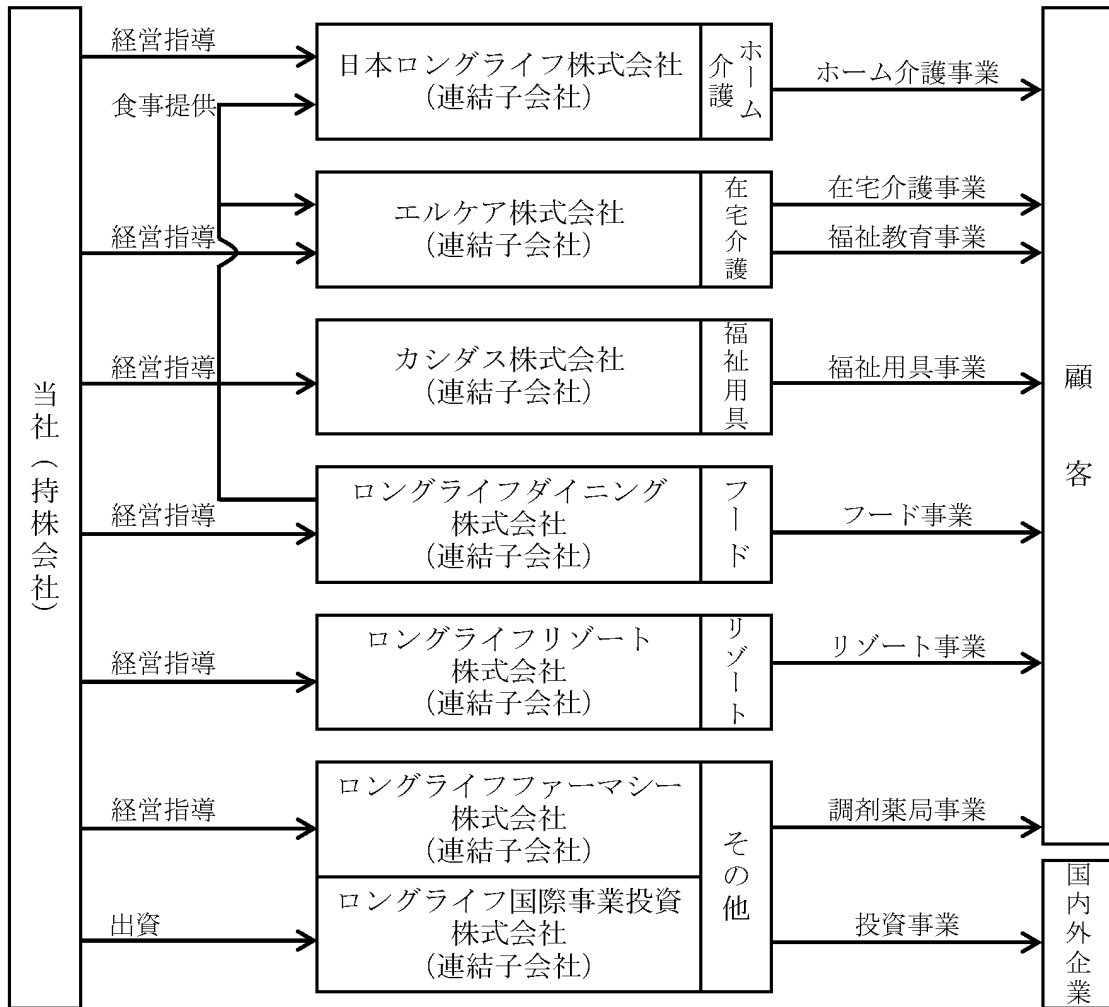 当社（持株会社）
経営指導
食事提供
日本ロングライフ株式会社
（連結子会社）
ホーム
介護
ホーム介護事業
経営指導
エルケア株式会社
（連結子会社）
在宅介護
在宅介護事業
福祉教育事業
経営指導
カシダス株式会社
（連結子会社）
福祉用具
福祉用具事業
経営指導
ロングライフダイニング
株式会社
（連結子会社）
フード
フード事業
経営指導
ロングライフリゾート
株式会社
（連結子会社）
リゾート
リゾート事業
経営指導
ロングライフファーマシー
株式会社
（連結子会社）
その他
調剤薬局事業
出資
ロングライフ国際事業投資
株式会社
（連結子会社）
投資事業
顧客
国内外企業